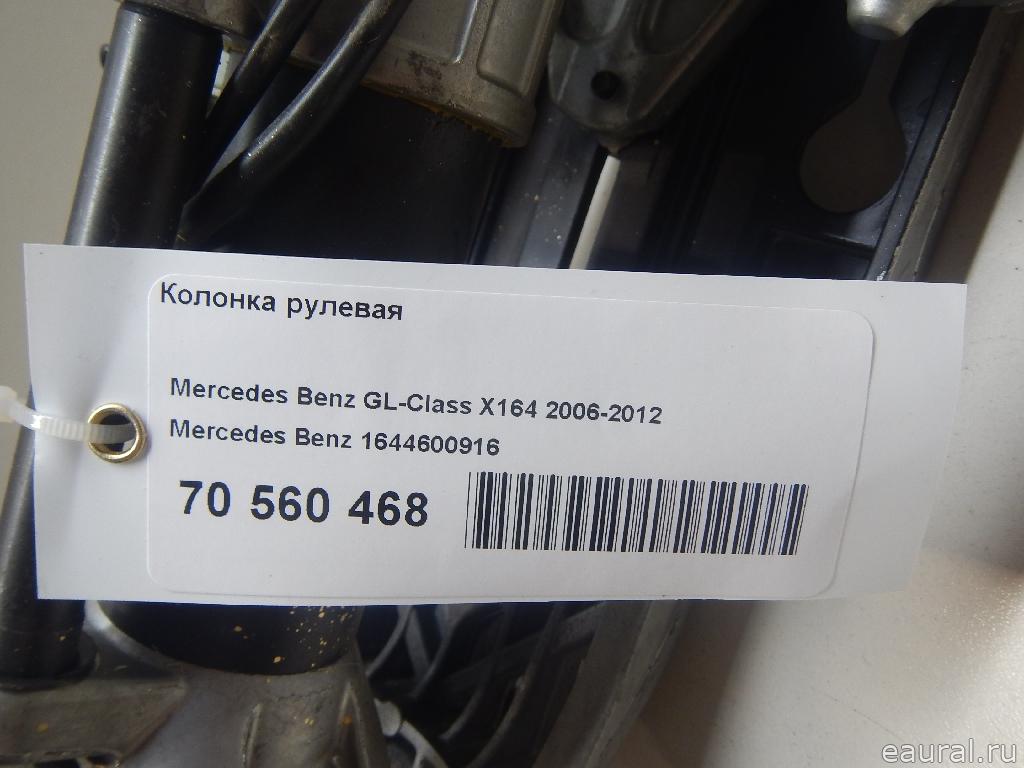 Колонка рулевая
Mercedes Benz GL-Class X164 2006-2012
Mercedes Benz 1644600916
70 560 468
eaural.ru